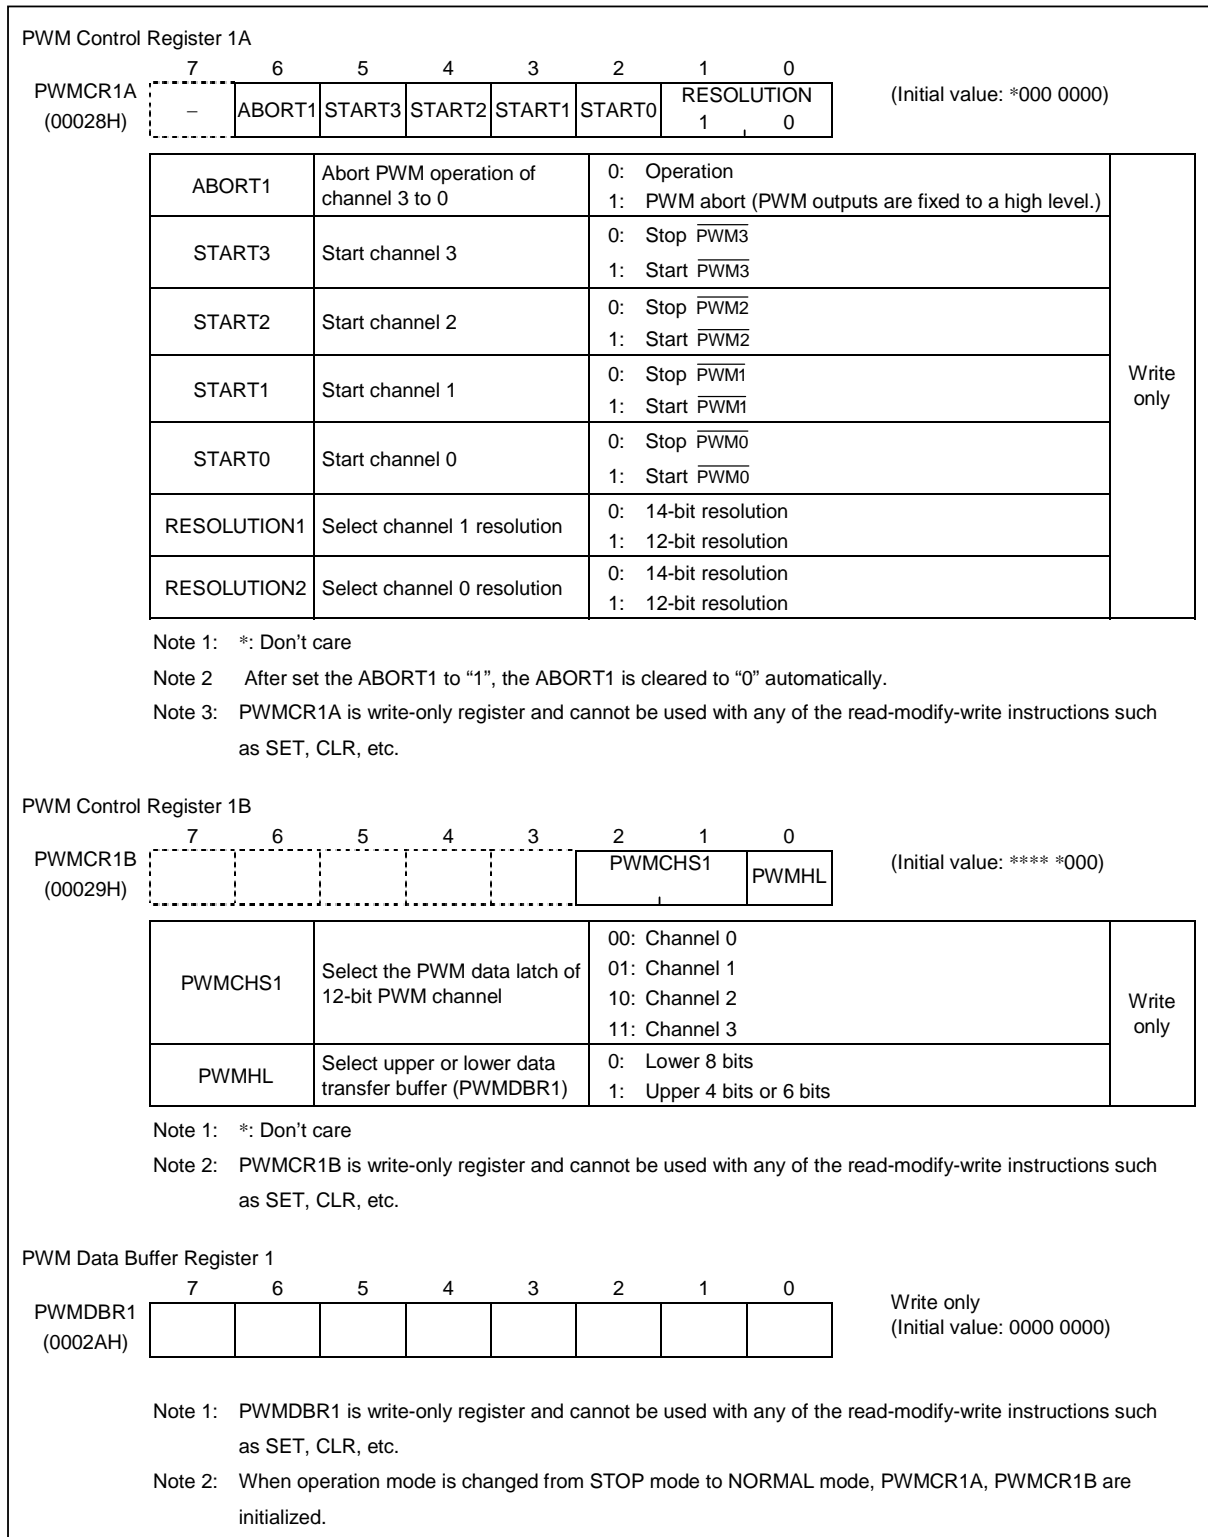 PWM Control Register 1A
7 6 5 4 3 2 1 0
PWMCR1A
(00028H)
– ABORT1 START3 START2 START1 START0 RESOLUTION
1 0
(Initial value: *000 0000)
ABORT1
Abort PWM operation of
channel 3 to 0
0: Operation
1: PWM abort (PWM outputs are fixed to a high level.)
START3
Start channel 3
0: Stop PWM3
1: Start PWM3
START2
Start channel 2
0: Stop PWM2
1: Start PWM2
START1
Start channel 1
0: Stop PWM1
1: Start PWM1
START0
Start channel 0
0: Stop PWM0
1: Start PWM0
RESOLUTION1
Select channel 1 resolution
0: 14-bit resolution
1: 12-bit resolution
RESOLUTION2
Select channel 0 resolution
0: 14-bit resolution
1: 12-bit resolution
Write
only
Note 1: *: Don’t care
Note 2 After set the ABORT1 to “1”, the ABORT1 is cleared to “0” automatically.
Note 3: PWMCR1A is write-only register and cannot be used with any of the read-modify-write instructions such
as SET, CLR, etc.
PWM Control Register 1B
7 6 5 4 3 2 1 0
PWMCR1B
(00029H)
PWMCHS1 PWMHL
(Initial value: **** *000)
PWMCHS1
Select the PWM data latch of
12-bit PWM channel
00: Channel 0
01: Channel 1
10: Channel 2
11: Channel 3
PWMHL
Select upper or lower data
transfer buffer (PWMDBR1)
0: Lower 8 bits
1: Upper 4 bits or 6 bits
Write
only
Note 1: *: Don’t care
Note 2: PWMCR1B is write-only register and cannot be used with any of the read-modify-write instructions such
as SET, CLR, etc.
PWM Data Buffer Register 1
7 6 5 4 3 2 1 0
PWMDBR1
(0002AH)
Write only
(Initial value: 0000 0000)
Note 1: PWMDBR1 is write-only register and cannot be used with any of the read-modify-write instructions such
as SET, CLR, etc.
Note 2: When operation mode is changed from STOP mode to NORMAL mode, PWMCR1A, PWMCR1B are
initialized.